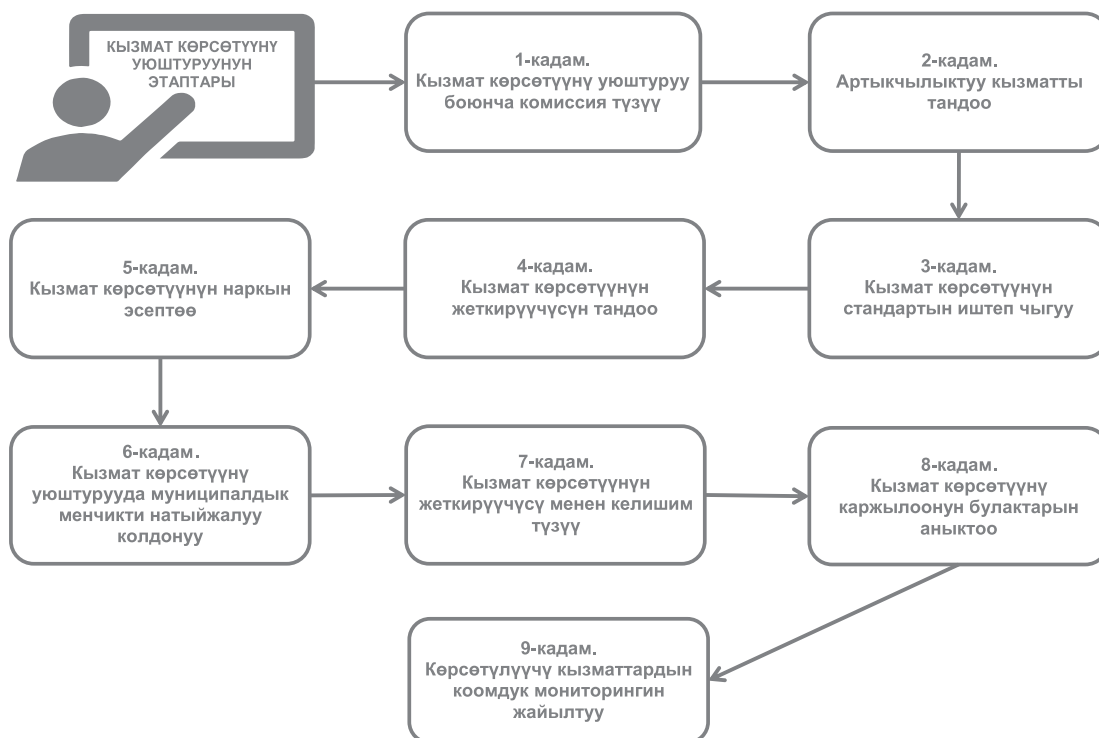 КЫЗМАТ КӨРСӨТҮҮНҮ
УЮШТУРУУНУН
ЭТАПТАРЫ
1-кадам.
Кызмат көрсөтүүнү уюштуруу
боюнча комиссия түзүү
2-кадам.
Артыкчылыктуу кызматты
тандоо
3-кадам.
Кызмат көрсөтүүнүн
стандартын иштеп чыгуу
4-кадам.
Кызмат көрсөтүүнүн
жеткирүүчүсүн тандоо
5-кадам.
Кызмат көрсөтүүнүн наркын
эсептөө
6-кадам.
Кызмат көрсөтүүнү
уюштурууда муниципалдык
менчикти натыйжалуу
колдонуу
7-кадам.
Кызмат көрсөтүүнүн
жеткирүүчүсү менен келишим
түзүү
8-кадам.
Кызмат көрсөтүүнү
каржылоонун булактарын
аныктоо
9-кадам.
Көрсөтүлүүчү кызматтардын
коомдук мониторингин
жайылтуу